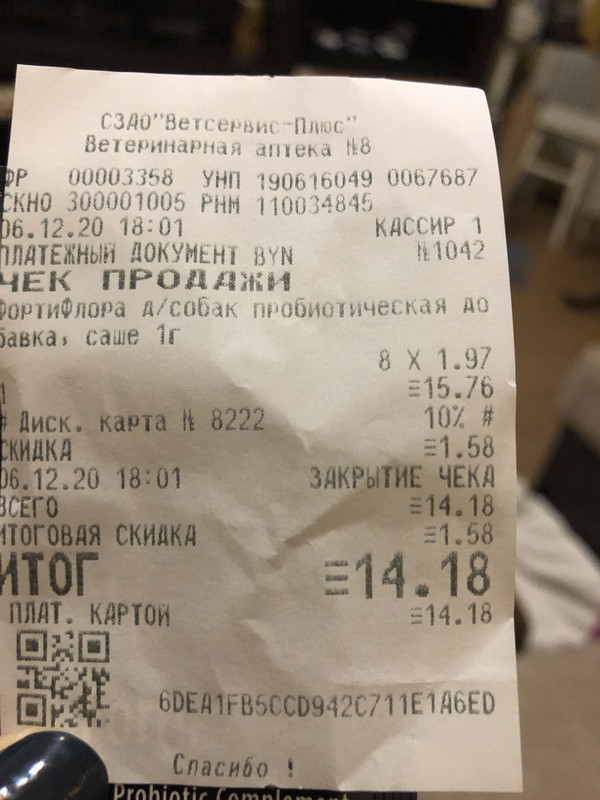 СЗАО"Ветсервис-Плюс"
Ветеринарная аптека №8
ФР 00003358 УНП 190616049 0067687
СКНО 300001005 РНМ 110034845
06.12.20 18:01 КАССИР 1
ПЛАТЕЖНЫЙ ДОКУМЕНТ BYN №1042
ЧЕК ПРОДАЖИ
ФортиФлора д/собак пробиотическая до
бавка, саше 1г
8 X 1.97
1 ≡15.76
# Диск. карта № 8222 10% #
СКИДКА ≡1.58
06.12.20 18:01 ЗАКРЫТИЕ ЧЕКА
ВСЕГО ≡14.18
ИТОГОВАЯ СКИДКА ≡1.58
ИТОГ ≡14.18
ПЛАТ. КАРТОЙ ≡14.18
6DEA1FB5CCD942C711E1A6ED
Спасибо !
Probiotic Complement